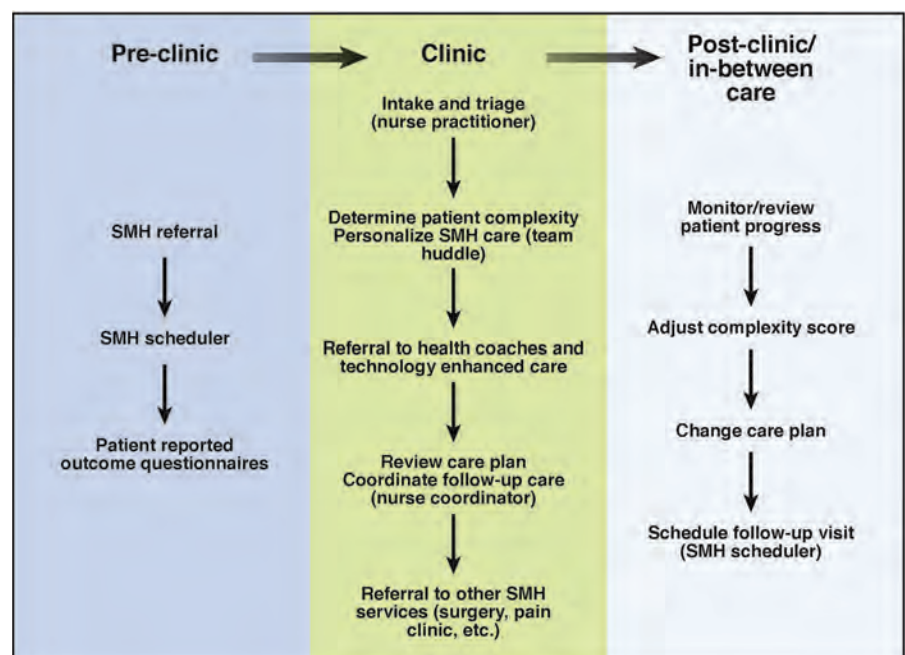 Pre-clinic
SMH referral
SMH scheduler
Patient reported
outcome questionnaires
Clinic
Intake and triage
(nurse practitioner)
Determine patient complexity
Personalize SMH care (team
huddle)
Referral to health coaches and
technology enhanced care
Review care plan
Coordinate follow-up care
(nurse coordinator)
Referral to other SMH
services (surgery, pain
clinic, etc.)
Post-clinic/
in-between
care
Monitor/review
patient progress
Adjust complexity score
Change care plan
Schedule follow-up visit
(SMH scheduler)